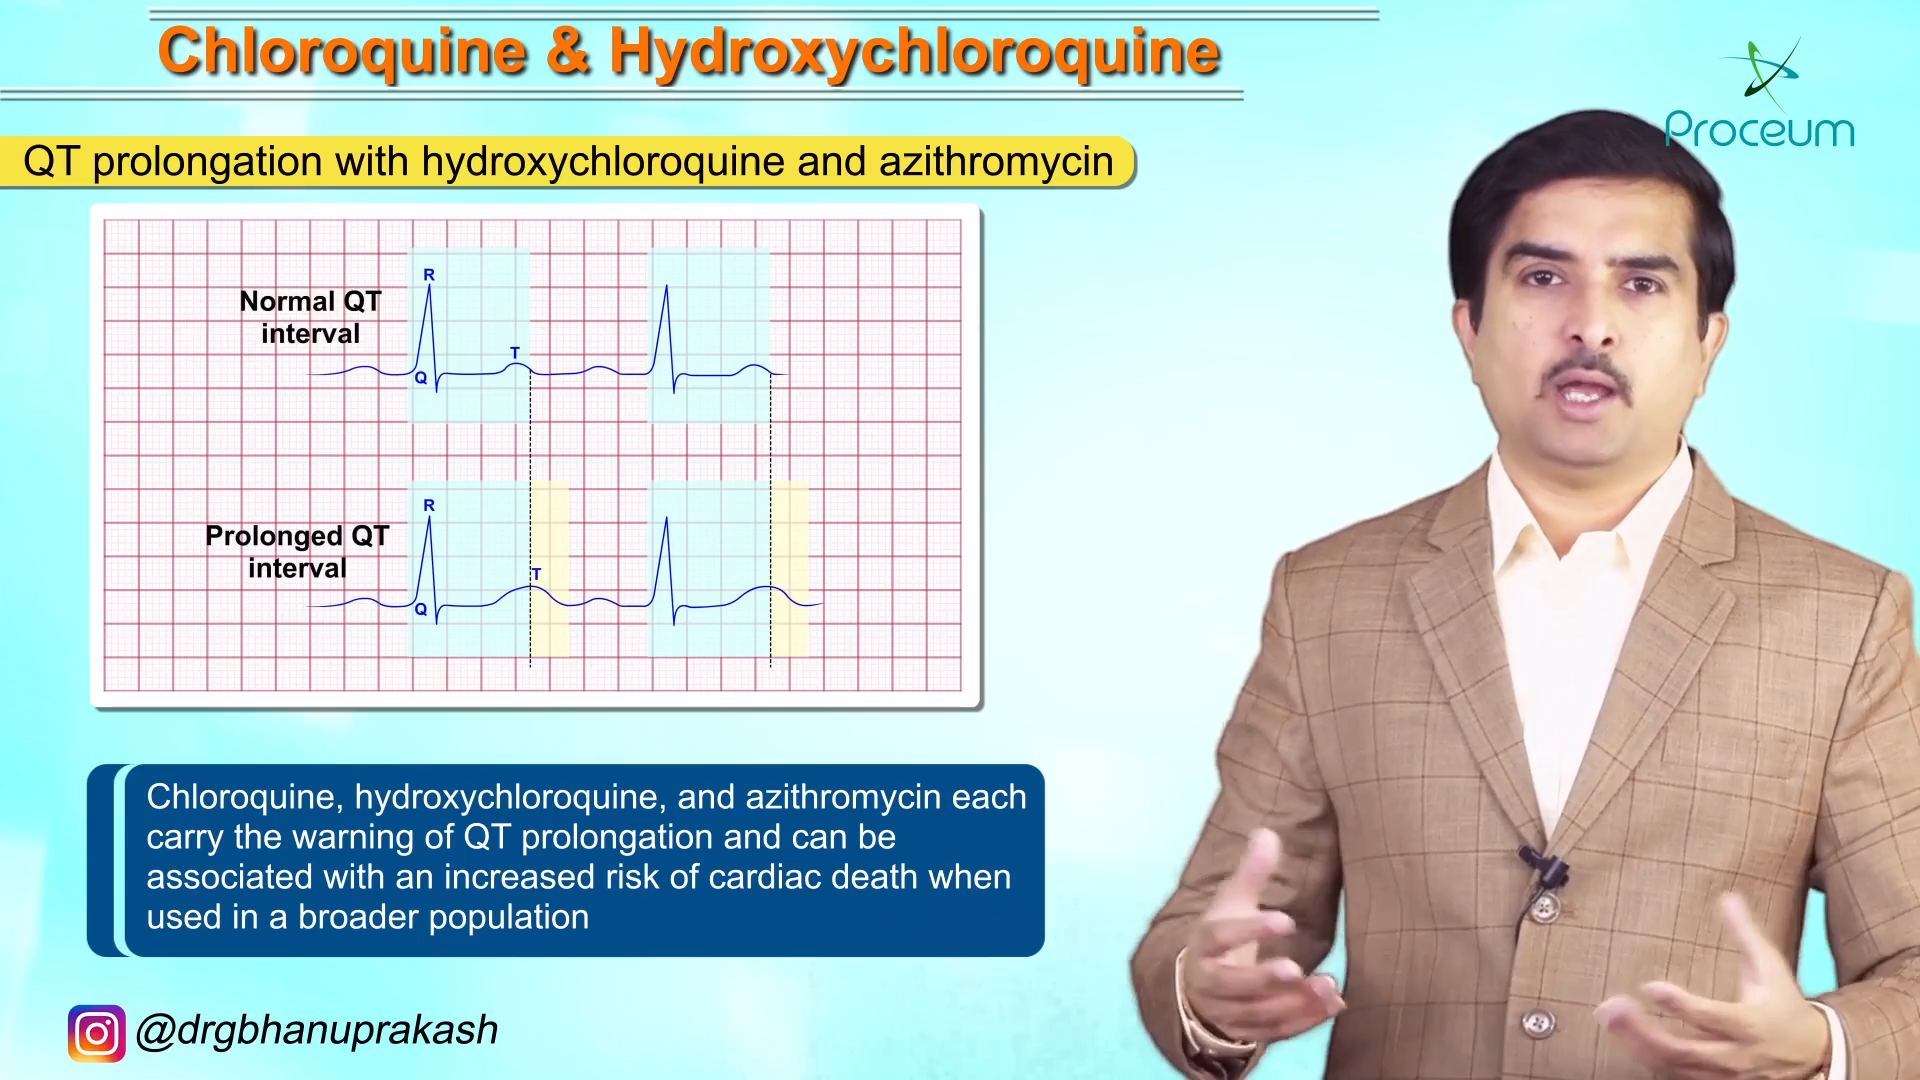 Chloroquine & Hydroxychloroquine
Proceum
QT prolongation with hydroxychloroquine and azithromycin
R
Normal QT
interval
T
Q
R
Prolonged QT
interval
T
Q
Chloroquine, hydroxychloroquine, and azithromycin each
carry the warning of QT prolongation and can be
associated with an increased risk of cardiac death when
used in a broader population
@drgbhanuprakash